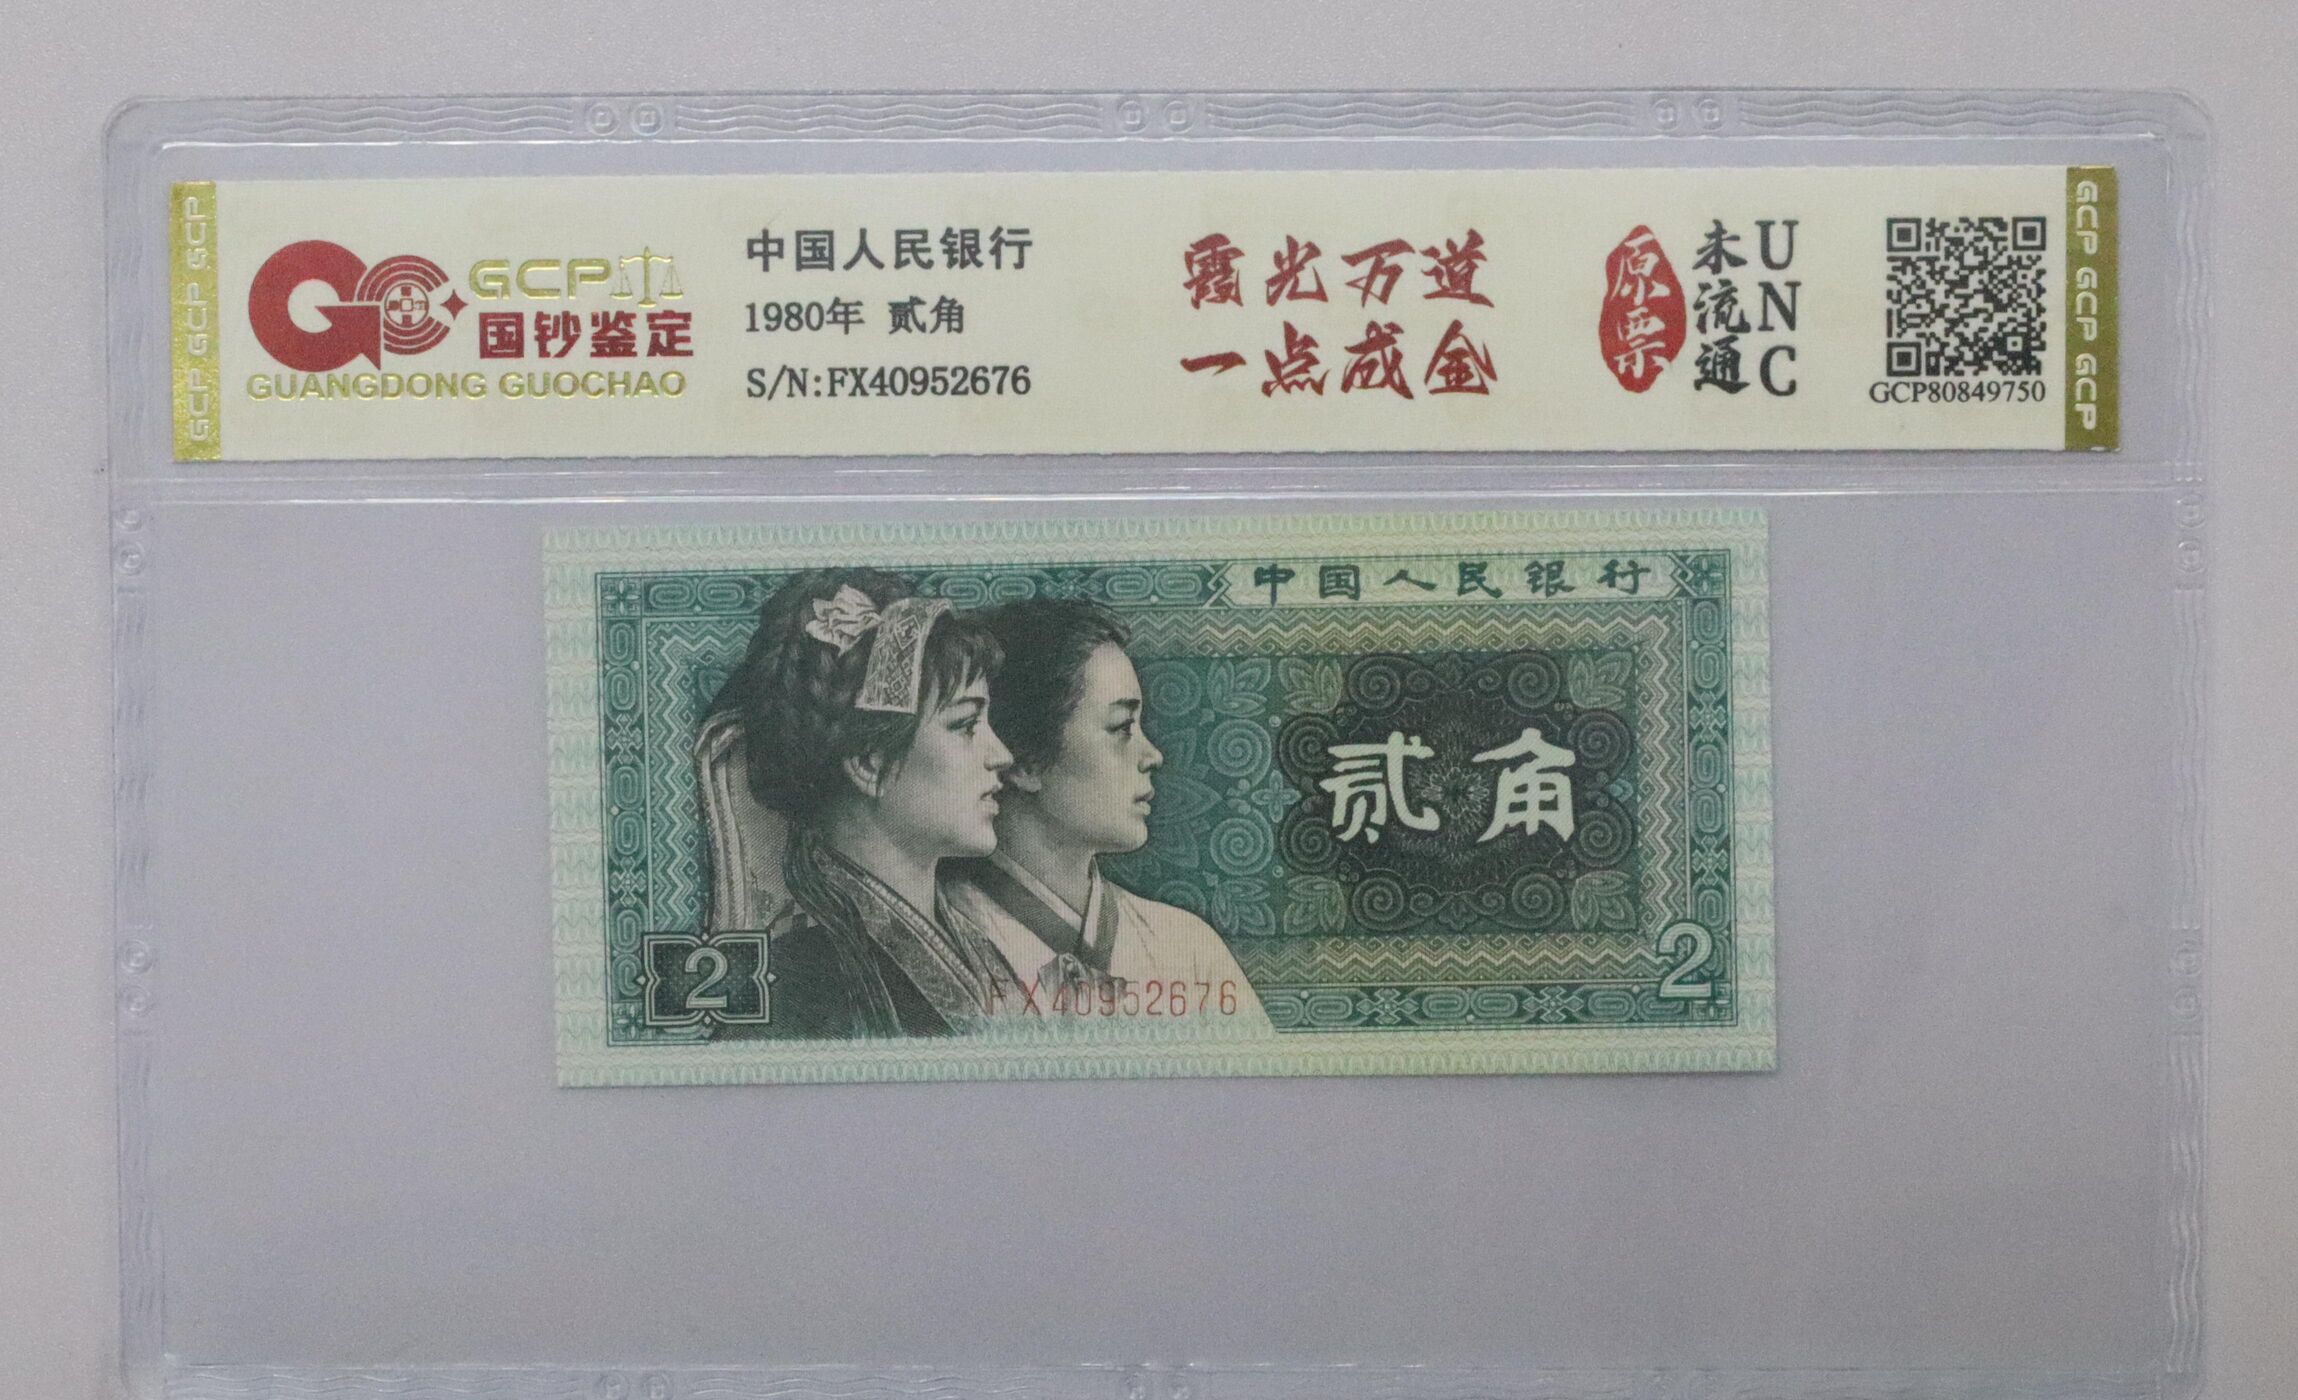 GCP GCP GCP
GCP
国钞鉴定
GUANGDONG GUOCHAO
中国人民银行
1980年 贰角
S/N:FX40952676
霞光万道
一点成金
原票
未流通
UNC
GCP80849750
GCP GCP GCP
中国人民银行
贰角
2
FX40952676
2